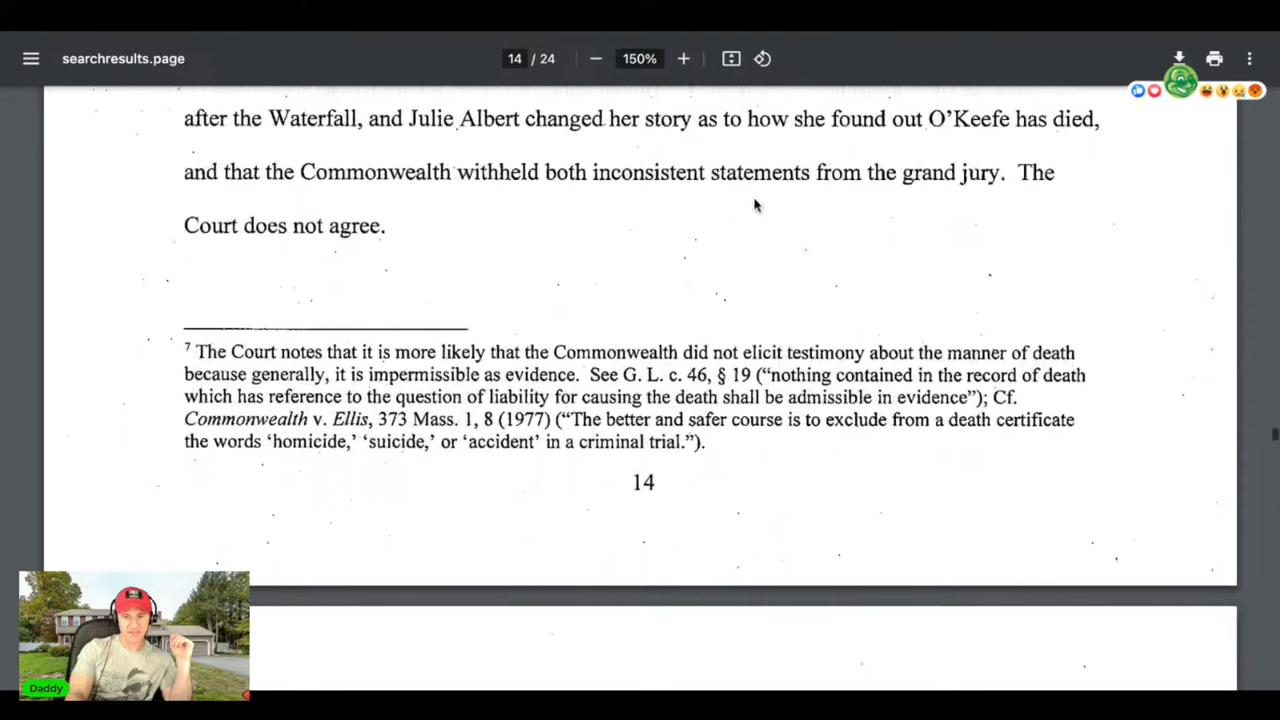 searchresults.page
14 / 24
150%
after the Waterfall, and Julie Albert changed her story as to how she found out O'Keefe has died,
and that the Commonwealth withheld both inconsistent statements from the grand jury. The
Court does not agree.
7 The Court notes that it is more likely that the Commonwealth did not elicit testimony about the manner of death
because generally, it is impermissible as evidence. See G. L. c. 46, § 19 ("nothing contained in the record of death
which has reference to the question of liability for causing the death shall be admissible in evidence"); Cf.
Commonwealth v. Ellis, 373 Mass. 1, 8 (1977) ("The better and safer course is to exclude from a death certificate
the words 'homicide,' 'suicide,' or 'accident' in a criminal trial.").
14
Daddy